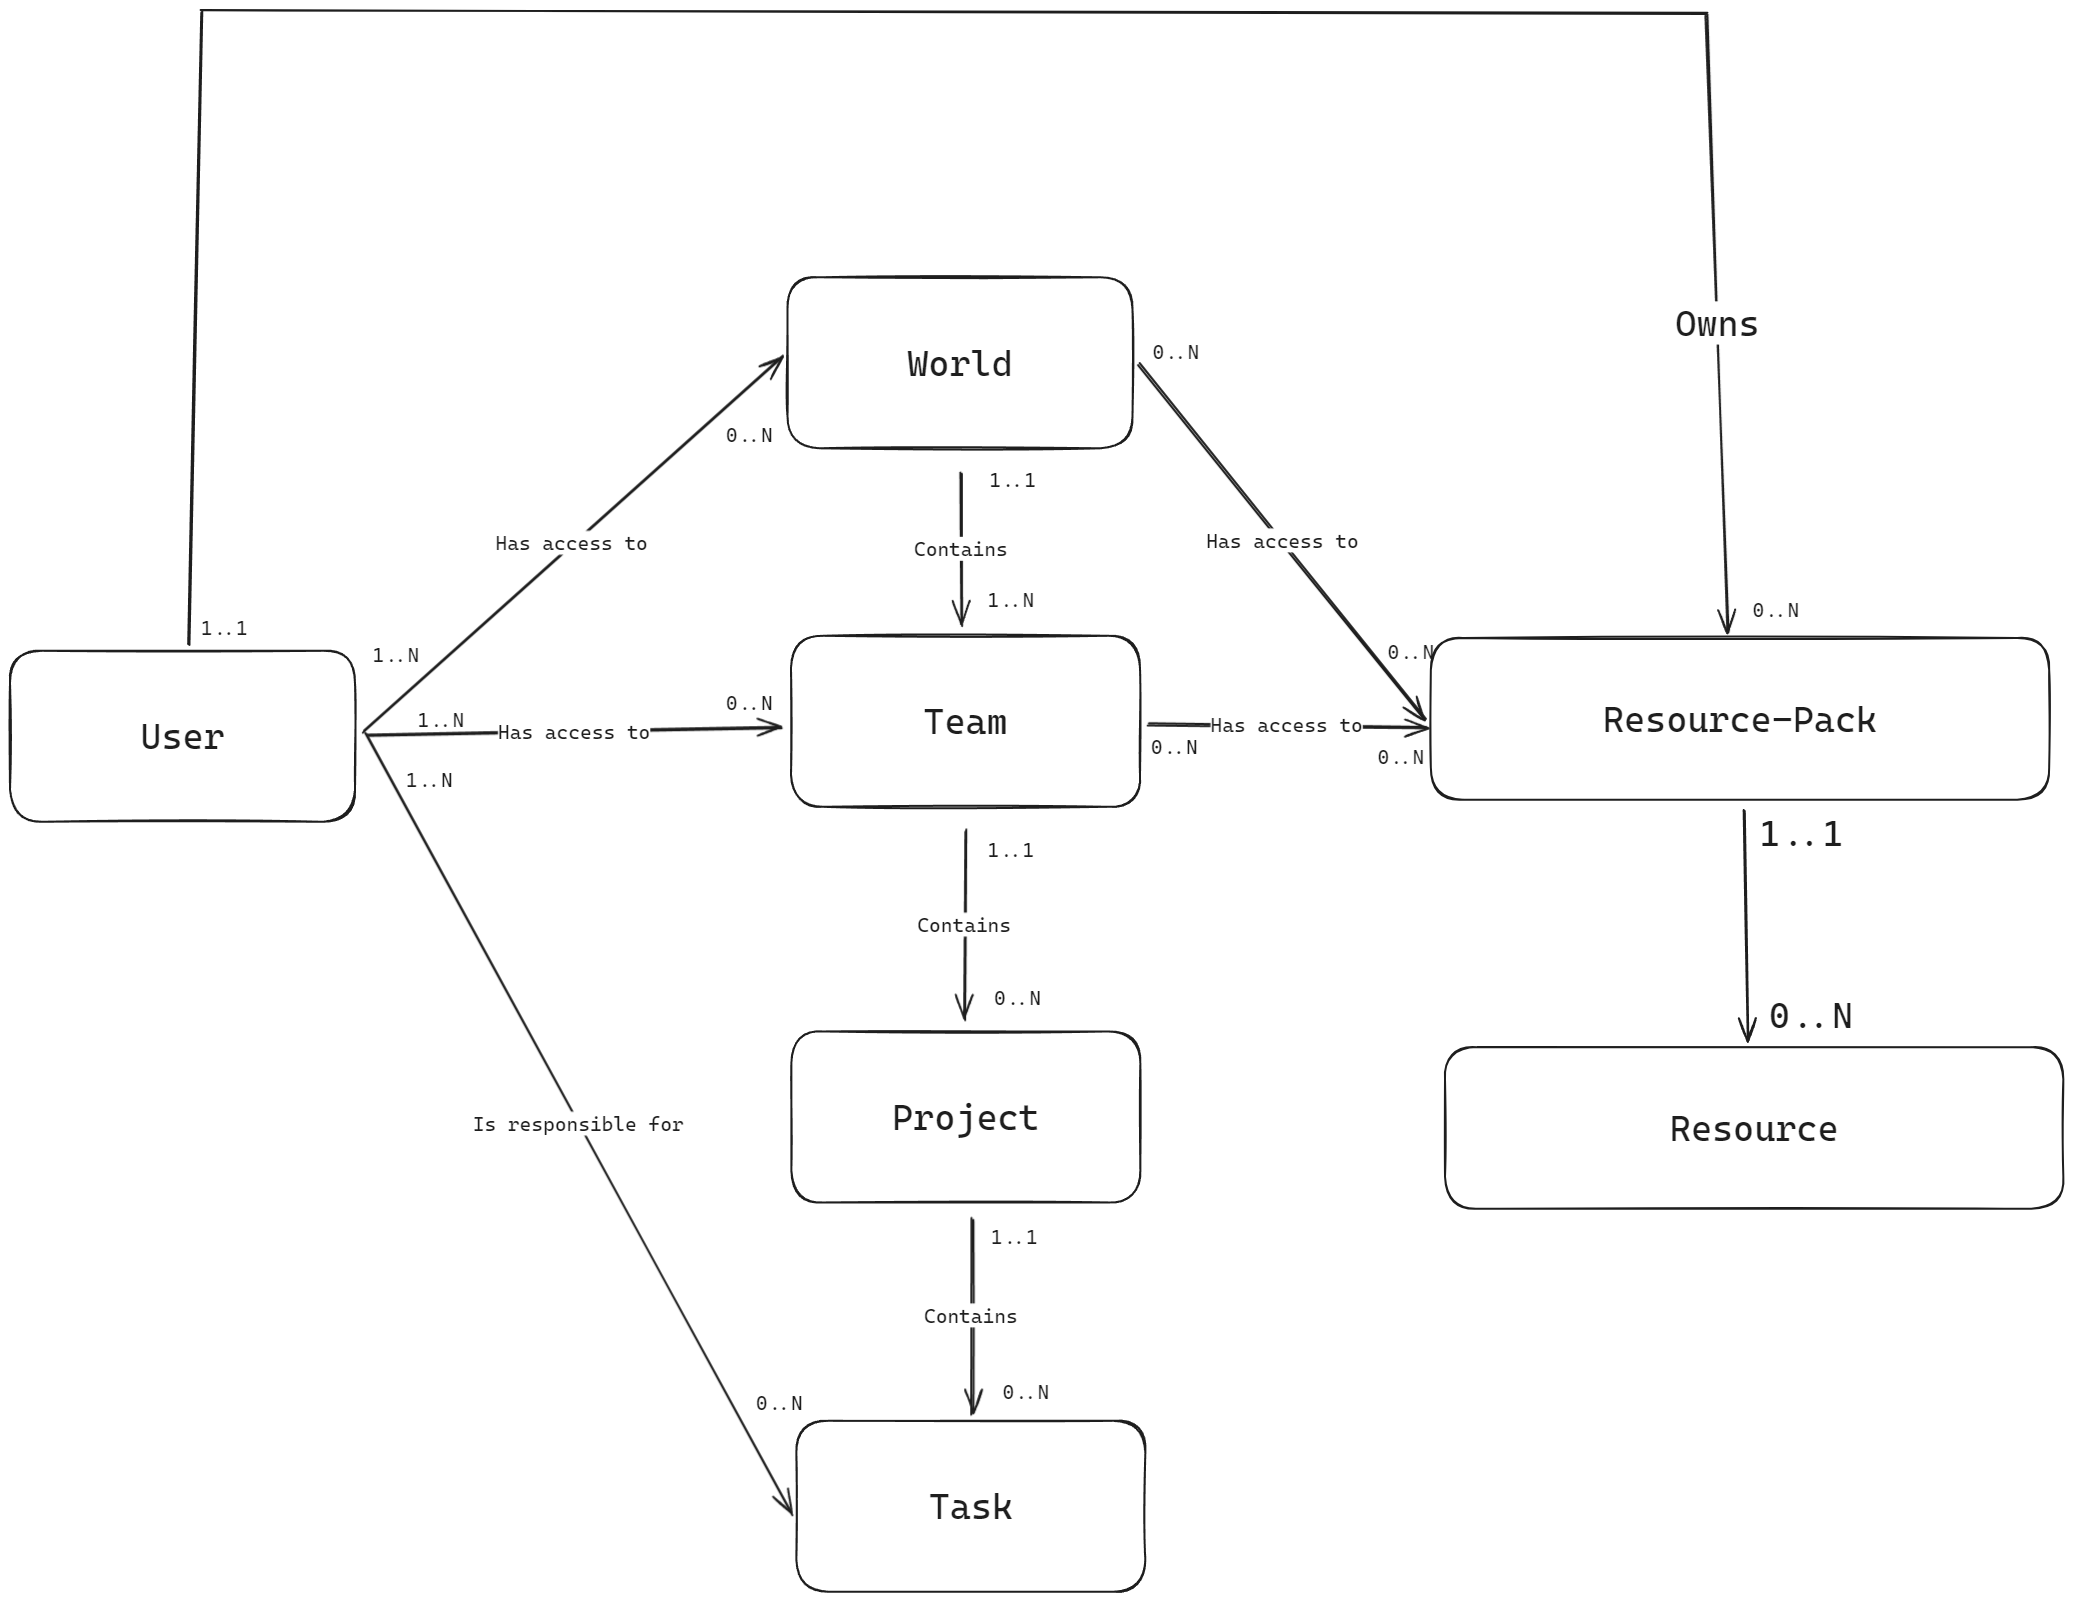 Owns
World
0..N
0..N
1..1
Has access to
Contains
Has access to
1..N
0..N
1..1
1..N
0..N
User
1..N
Has access to
0..N
Team
Has access to
0..N
0..N
Resource-Pack
1..N
1..1
1..1
Contains
0..N
0..N
Project
Resource
Is responsible for
1..1
Contains
0..N
0..N
Task